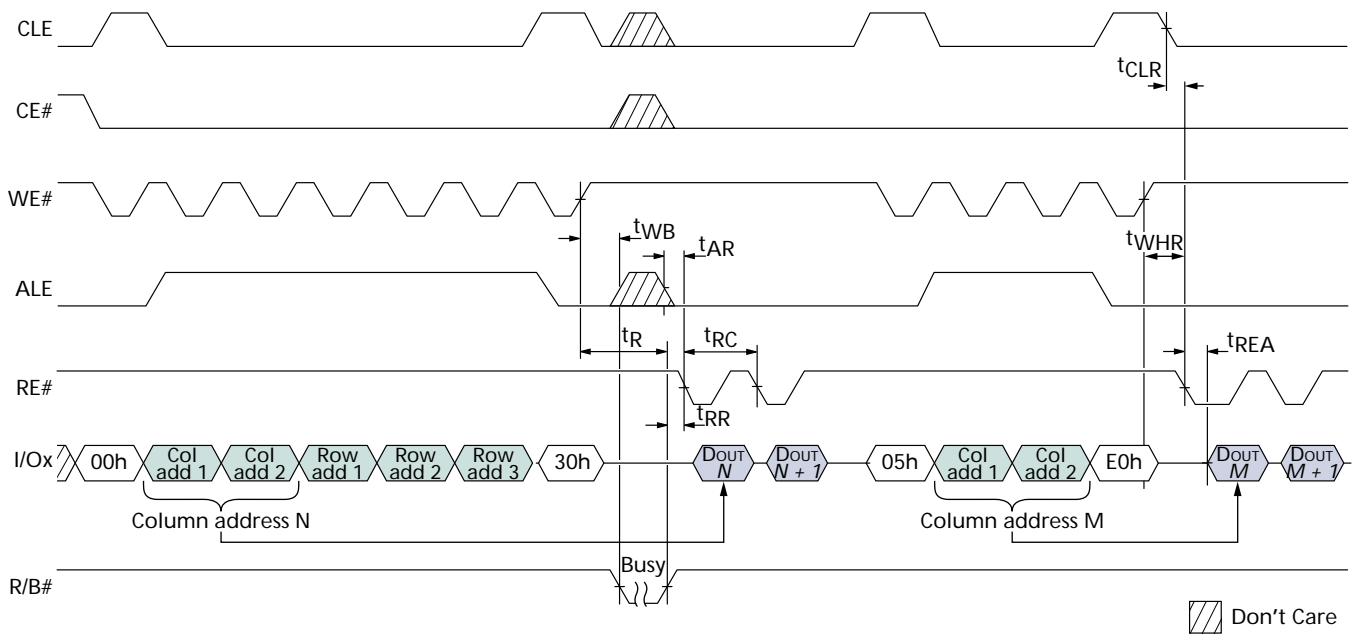 CLE
tCLR
CE#
WE#
tWB
tAR
tWHR
ALE
tR
tRC
tREA
RE#
tRR
I/Ox
00h
Col add 1
Col add 2
Row add 1
Row add 2
Row add 3
30h
DOUT N
DOUT N + 1
05h
Col add 1
Col add 2
E0h
DOUT M
DOUT M + 1
Column address N
Column address M
Busy
R/B#
Don't Care